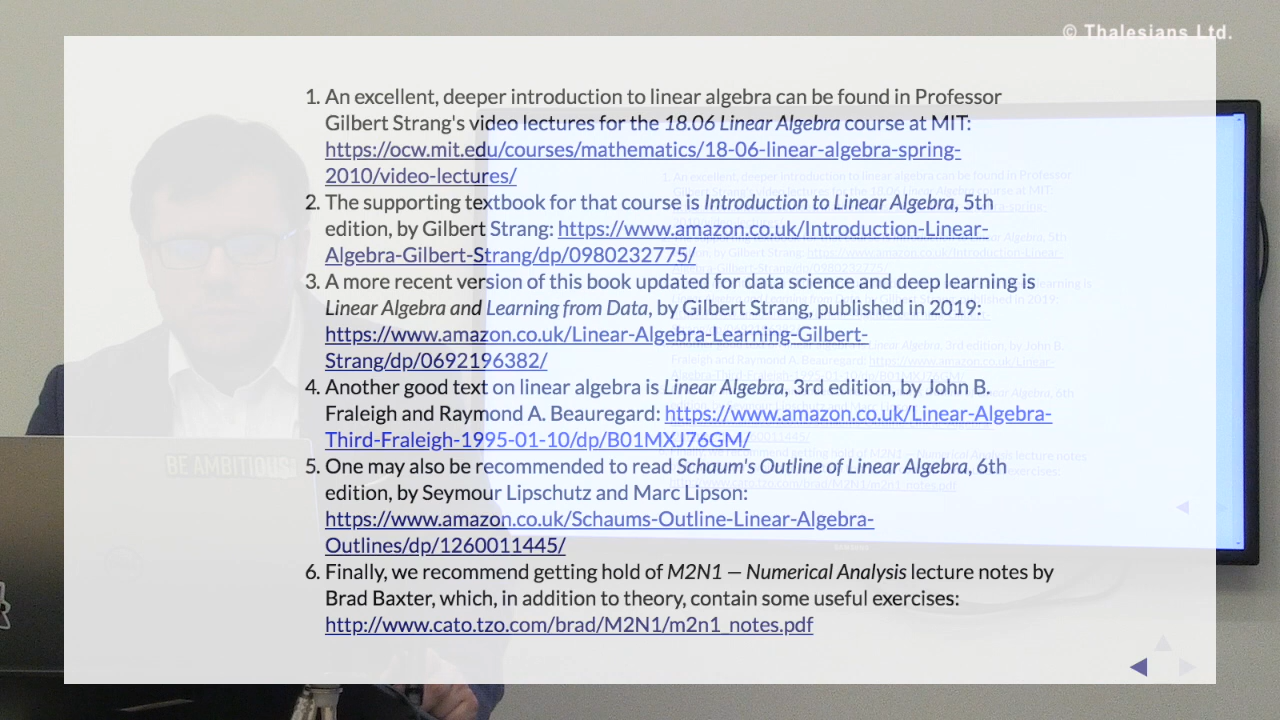 © Thalesians Ltd.
1. An excellent, deeper introduction to linear algebra can be found in Professor
Gilbert Strang's video lectures for the 18.06 Linear Algebra course at MIT:
https://ocw.mit.edu/courses/mathematics/18-06-linear-algebra-spring-
2010/video-lectures/
2. The supporting textbook for that course is Introduction to Linear Algebra, 5th
edition, by Gilbert Strang: https://www.amazon.co.uk/Introduction-Linear-
Algebra-Gilbert-Strang/dp/0980232775/
3. A more recent version of this book updated for data science and deep learning is
Linear Algebra and Learning from Data, by Gilbert Strang, published in 2019:
https://www.amazon.co.uk/Linear-Algebra-Learning-Gilbert-
Strang/dp/0692196382/
4. Another good text on linear algebra is Linear Algebra, 3rd edition, by John B.
Fraleigh and Raymond A. Beauregard: https://www.amazon.co.uk/Linear-Algebra-
Third-Fraleigh-1995-01-10/dp/B01MXJ76GM/
5. One may also be recommended to read Schaum's Outline of Linear Algebra, 6th
edition, by Seymour Lipschutz and Marc Lipson:
https://www.amazon.co.uk/Schaums-Outline-Linear-Algebra-
Outlines/dp/1260011445/
6. Finally, we recommend getting hold of M2N1 — Numerical Analysis lecture notes by
Brad Baxter, which, in addition to theory, contain some useful exercises:
http://www.cato.tzo.com/brad/M2N1/m2n1_notes.pdf
BE AMBITIOUS
SAMSUNG